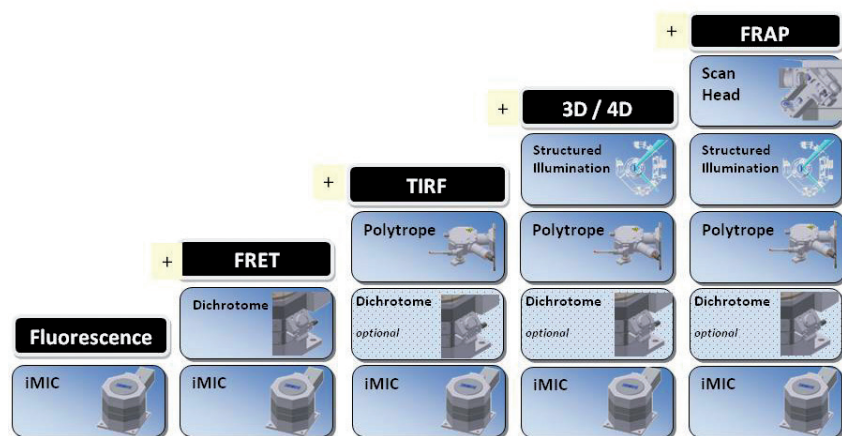 + FRAP
Scan
Head
+ 3D / 4D
Structured
Illumination
Structured
Illumination
+ TIRF
Polytrope
Polytrope
Polytrope
+ FRET
Dichrotome
Dichrotome
optional
Dichrotome
optional
Dichrotome
optional
Fluorescence
iMIC
iMIC
iMIC
iMIC
iMIC